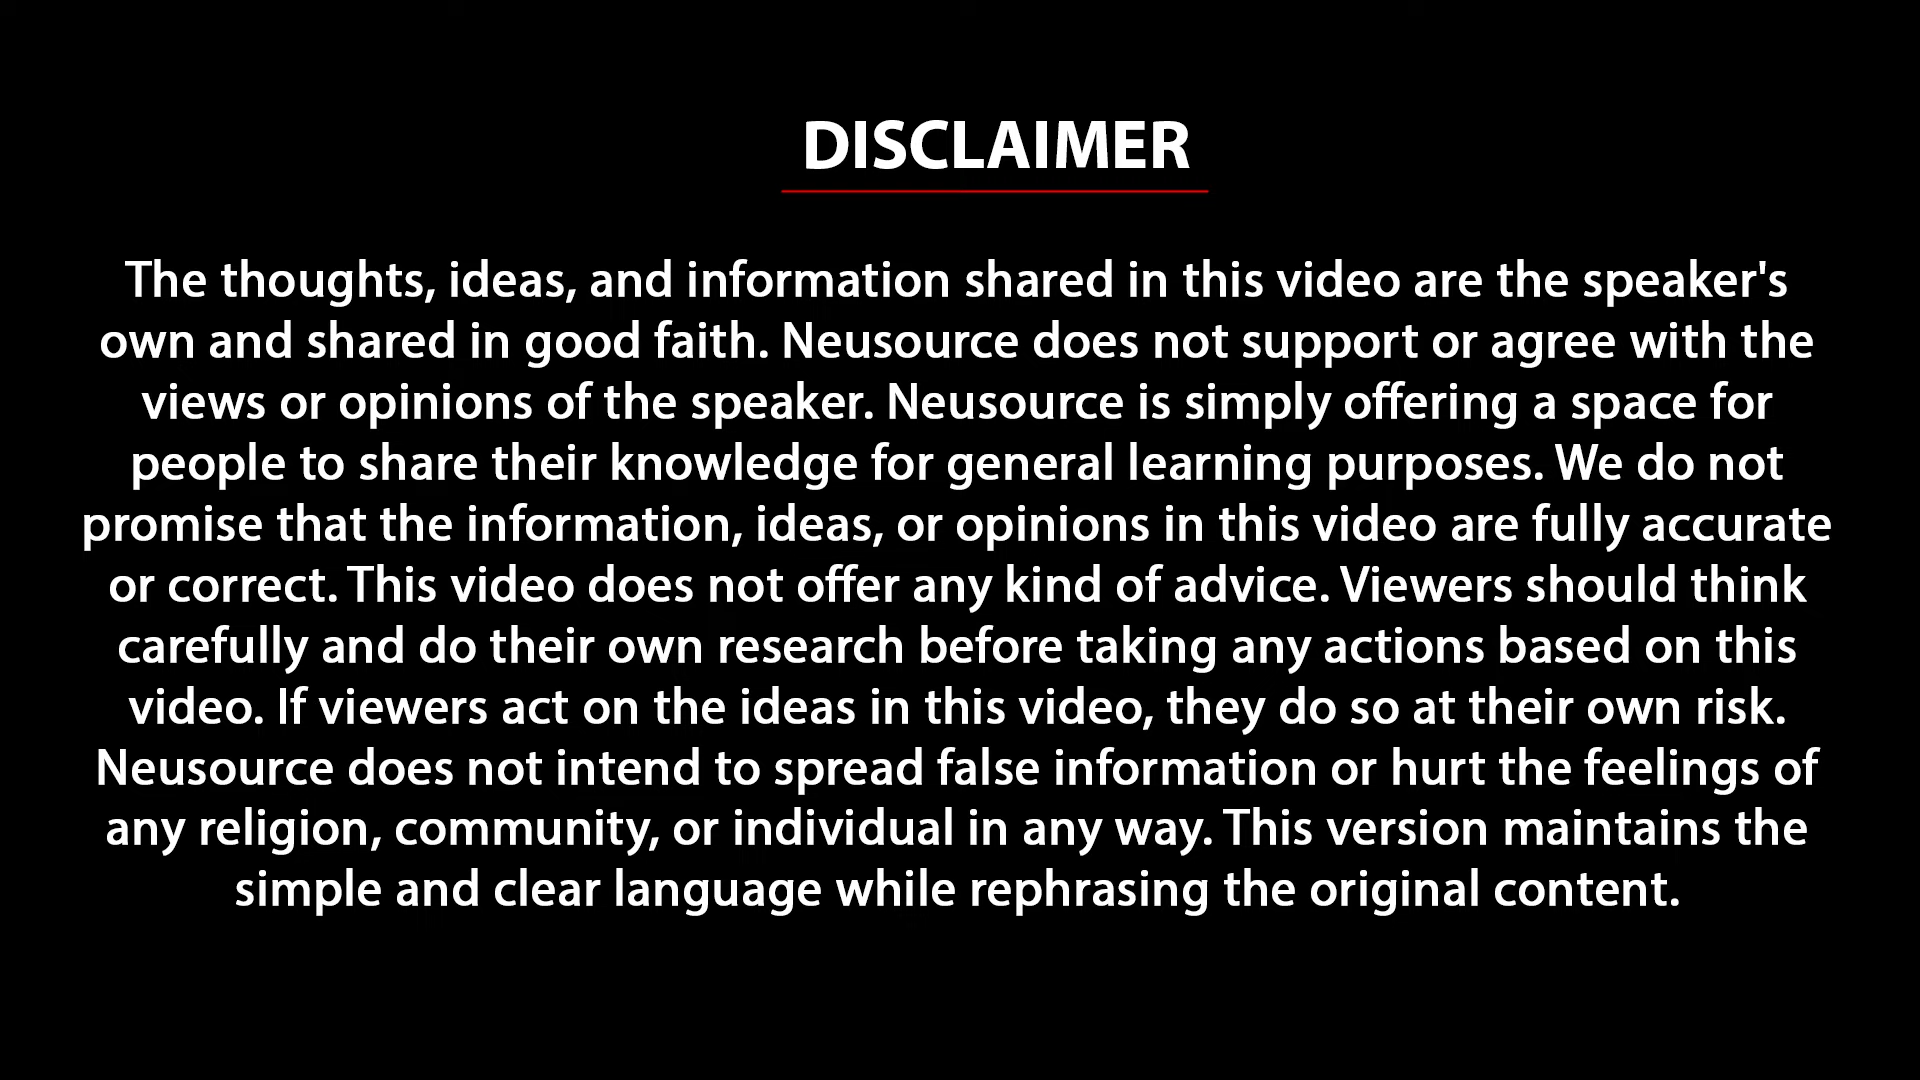 DISCLAIMER
The thoughts, ideas, and information shared in this video are the speaker's
own and shared in good faith. Neusource does not support or agree with the
views or opinions of the speaker. Neusource is simply offering a space for
people to share their knowledge for general learning purposes. We do not
promise that the information, ideas, or opinions in this video are fully accurate
or correct. This video does not offer any kind of advice. Viewers should think
carefully and do their own research before taking any actions based on this
video. If viewers act on the ideas in this video, they do so at their own risk.
Neusource does not intend to spread false information or hurt the feelings of
any religion, community, or individual in any way. This version maintains the
simple and clear language while rephrasing the original content.